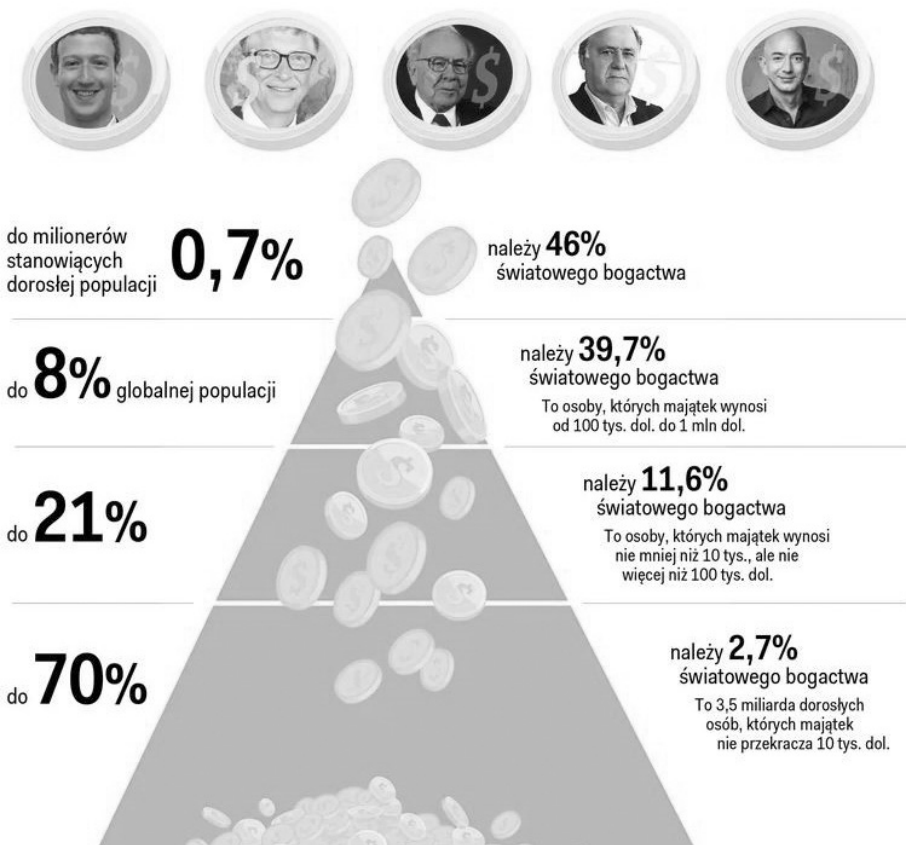 do milionerów
stanowiących
dorosłej populacji
0,7%
należy 46%
światowego bogactwa
do 8% globalnej populacji
należy 39,7%
światowego bogactwa
To osoby, których majątek wynosi
od 100 tys. dol. do 1 mln dol.
do 21%
należy 11,6%
światowego bogactwa
To osoby, których majątek wynosi
nie mniej niż 10 tys., ale nie
więcej niż 100 tys. dol.
do 70%
należy 2,7%
światowego bogactwa
To 3,5 miliarda dorosłych
osób, których majątek
nie przekracza 10 tys. dol.